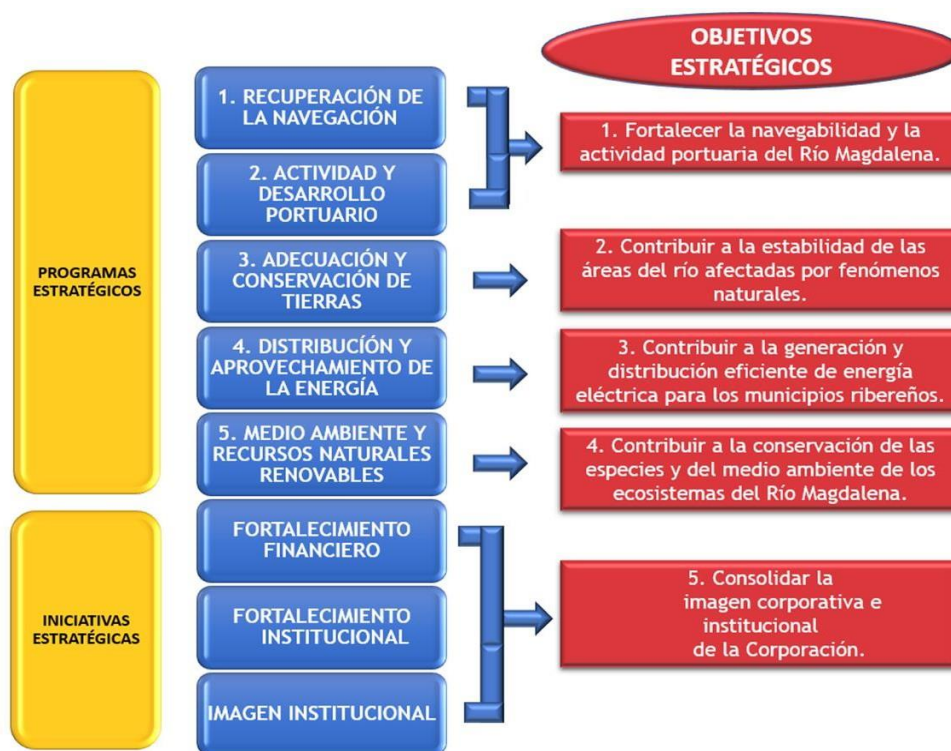 OBJETIVOS
ESTRATÉGICOS
PROGRAMAS
ESTRATÉGICOS
1. RECUPERACIÓN DE
LA NAVEGACIÓN
2. ACTIVIDAD Y
DESARROLLO
PORTUARIO
1. Fortalecer la navegabilidad y la
actividad portuaria del Río Magdalena.
3. ADECUACIÓN Y
CONSERVACIÓN DE
TIERRAS
2. Contribuir a la estabilidad de las
áreas del río afectadas por fenómenos
naturales.
4. DISTRIBUCÍÓN Y
APROVECHAMIENTO DE
LA ENERGÍA
3. Contribuir a la generación y
distribución eficiente de energía
eléctrica para los municipios ribereños.
5. MEDIO AMBIENTE Y
RECURSOS NATURALES
RENOVABLES
4. Contribuir a la conservación de las
especies y del medio ambiente de los
ecosistemas del Río Magdalena.
INICIATIVAS
ESTRATÉGICAS
FORTALECIMIENTO
FINANCIERO
FORTALECIMIENTO
INSTITUCIONAL
IMAGEN INSTITUCIONAL
5. Consolidar la
imagen corporativa e
institucional
de la Corporación.